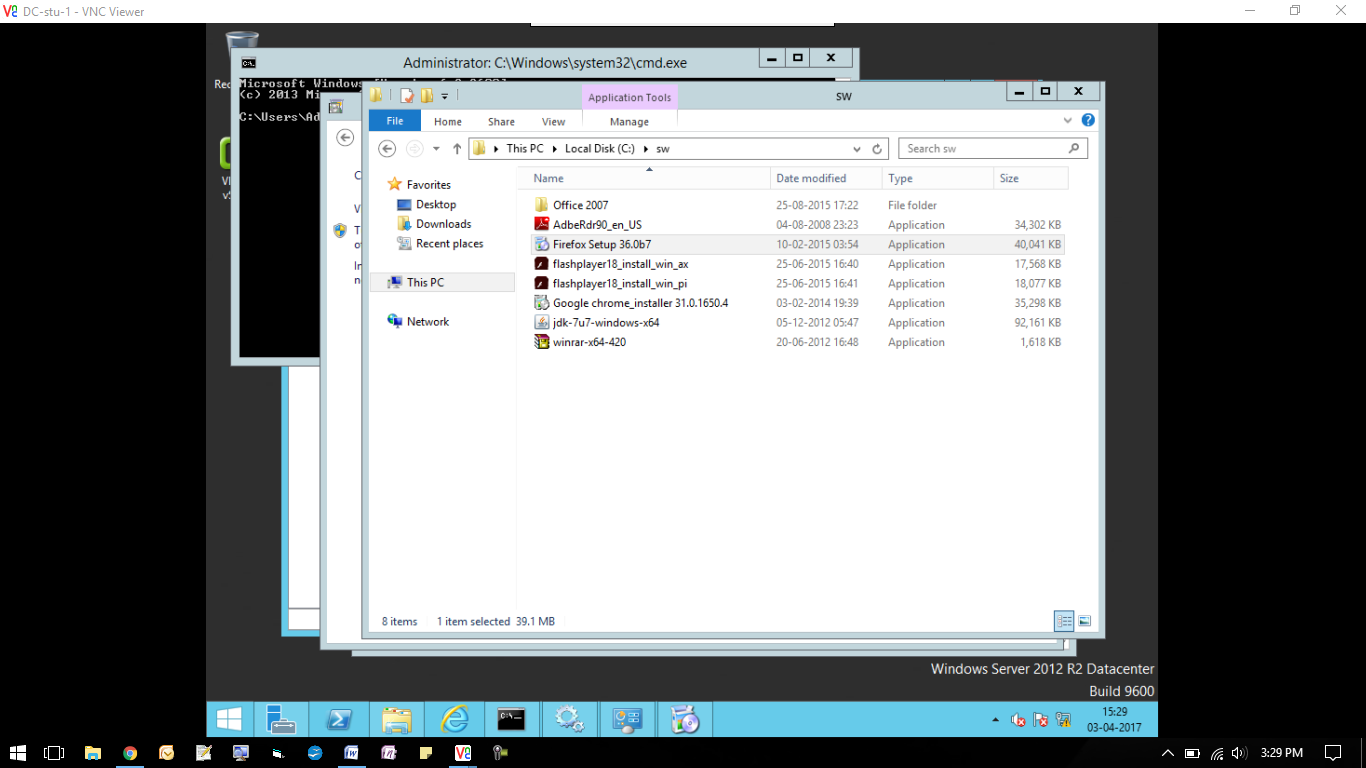 DC-stu-1 - VNC Viewer
Administrator: C:\Windows\system32\cmd.exe
Microsoft Windows
(c) 2013
C:\Users\Ad
Application Tools
sw
File Home Share View Manage
This PC Local Disk (C:) sw
Search sw
Name Date modified Type Size
Favorites
Desktop
Downloads
Recent places
This PC
Network
Office 2007 25-08-2015 17:22 File folder
AdbeRdr90_en_US 04-08-2008 23:23 Application 34,302 KB
Firefox Setup 36.0b7 10-02-2015 03:54 Application 40,041 KB
flashplayer18_install_win_ax 25-06-2015 16:40 Application 17,568 KB
flashplayer18_install_win_pi 25-06-2015 16:41 Application 18,077 KB
Google chrome_installer 31.0.1650.4 03-02-2014 19:39 Application 35,298 KB
jdk-7u7-windows-x64 05-12-2012 05:47 Application 92,161 KB
winrar-x64-420 20-06-2012 16:48 Application 1,618 KB
8 items 1 item selected 39.1 MB
Windows Server 2012 R2 Datacenter
Build 9600
15:29
03-04-2017
3:29 PM